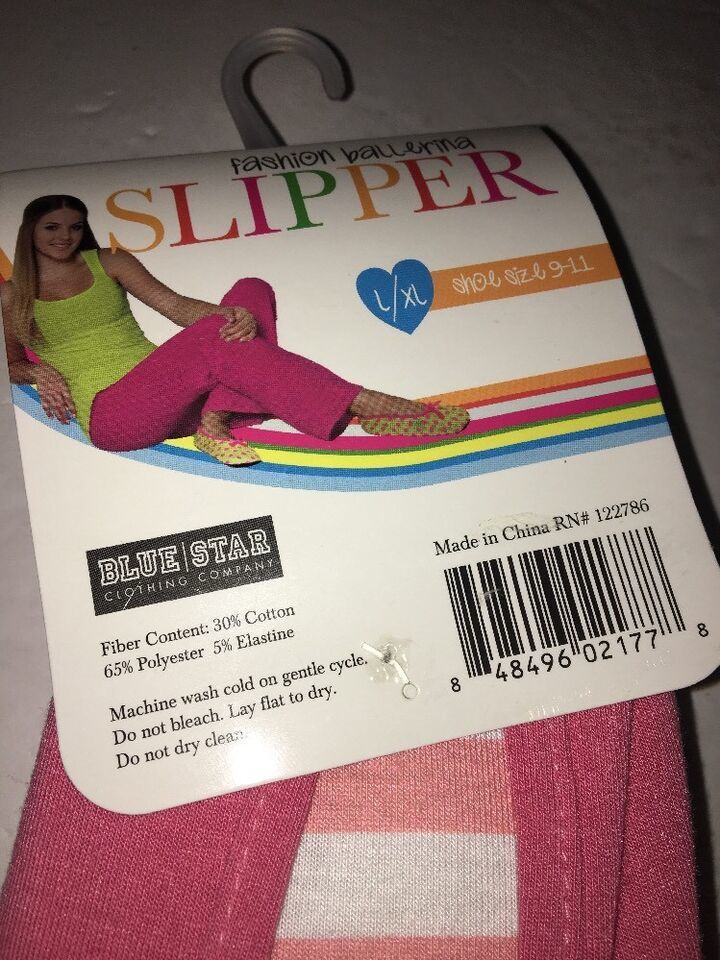 fashion ballerina
SLIPPER
L/XL
shoe size 9-11
BLUE|STAR
CLOTHING COMPANY
Fiber Content: 30% Cotton
65% Polyester 5% Elastine
Machine wash cold on gentle cycle.
Do not bleach. Lay flat to dry.
Do not dry clean.
Made in China RN# 122786
8 48496 02177 8